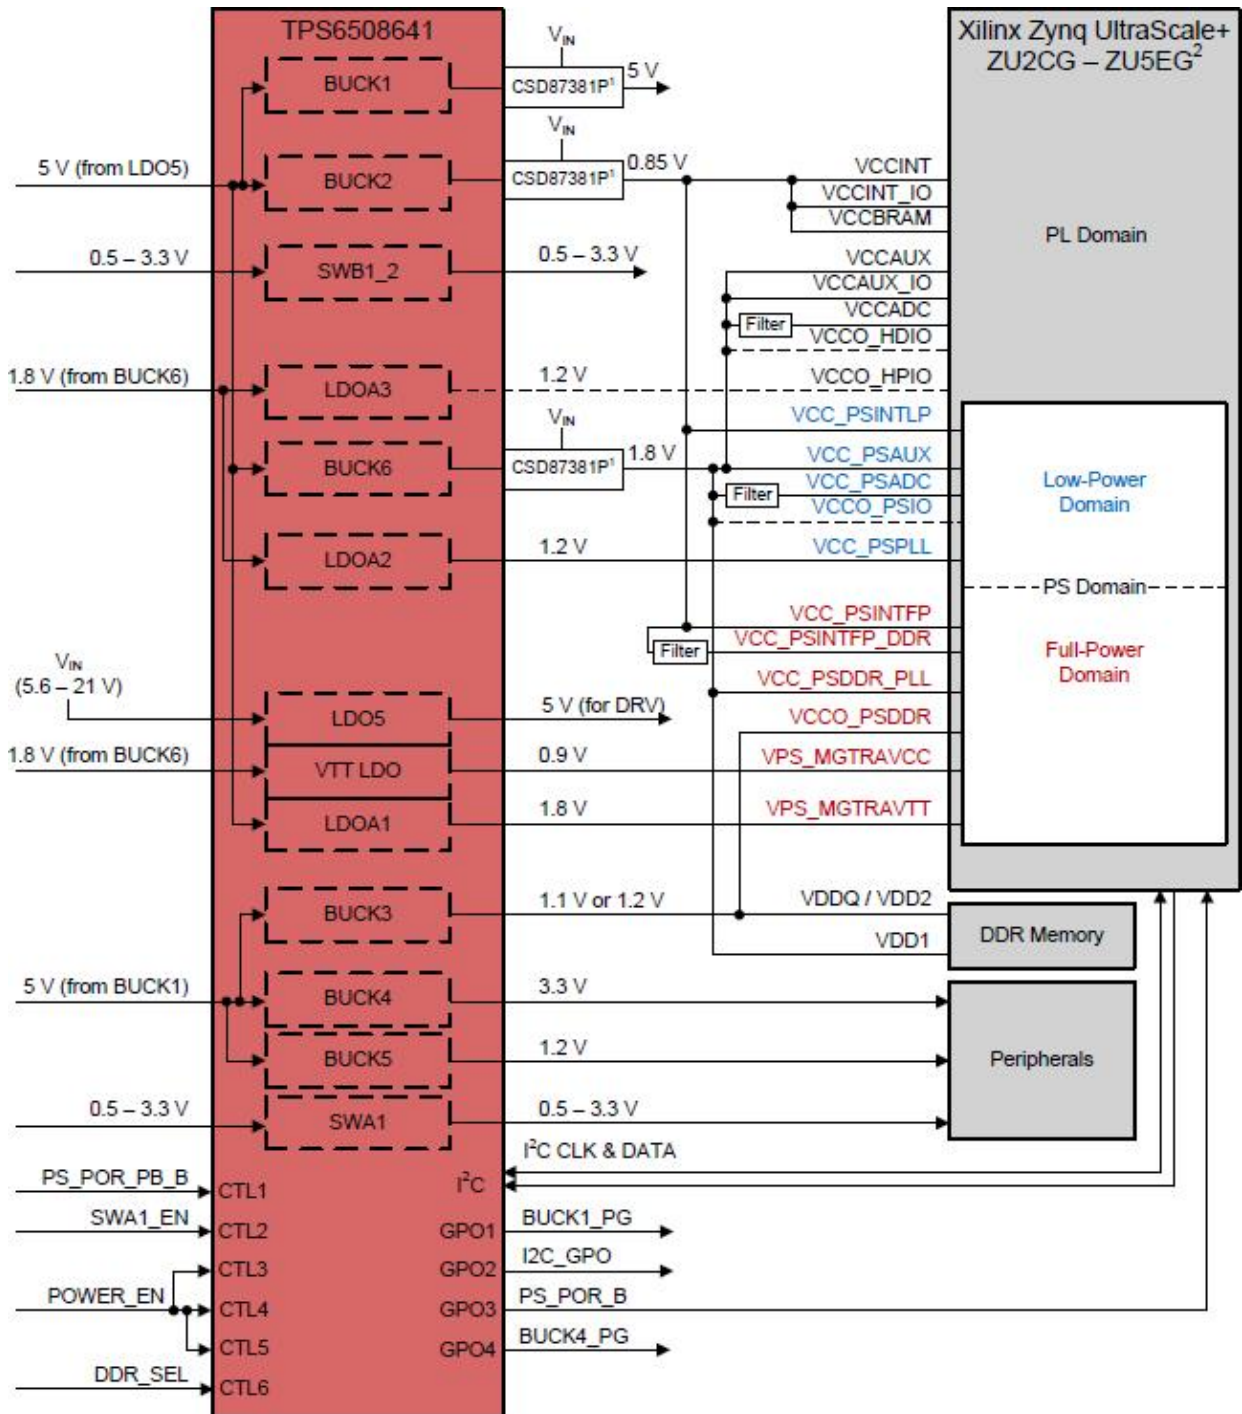 TPS6508641
Xilinx Zynq UltraScale+
ZU2CG – ZU5EG²
V_IN
BUCK1
CSD87381P¹
5 V
V_IN
5 V (from LDO5)
BUCK2
CSD87381P¹
0.85 V
VCCINT
VCCINT_IO
VCCBRAM
PL Domain
0.5 – 3.3 V
SWB1_2
0.5 – 3.3 V
VCCAUX
VCCAUX_IO
VCCADC
Filter
VCCO_HDIO
1.8 V (from BUCK6)
LDOA3
1.2 V
VCCO_HPIO
V_IN
VCC_PSINTLP
BUCK6
CSD87381P¹
1.8 V
VCC_PSAUX
VCC_PSADC
Filter
VCCO_PSIO
Low-Power
Domain
LDOA2
1.2 V
VCC_PSPLL
PS Domain
VCC_PSINTFP
VCC_PSINTFP_DDR
Filter
Full-Power
Domain
V_IN
(5.6 – 21 V)
VCC_PSDDR_PLL
LDO5
5 V (for DRV)
VCCO_PSDDR
1.8 V (from BUCK6)
VTT LDO
0.9 V
VPS_MGTRAVCC
LDOA1
1.8 V
VPS_MGTRAVTT
BUCK3
1.1 V or 1.2 V
VDDQ / VDD2
VDD1
DDR Memory
5 V (from BUCK1)
BUCK4
3.3 V
BUCK5
1.2 V
Peripherals
0.5 – 3.3 V
SWA1
0.5 – 3.3 V
I²C CLK & DATA
PS_POR_PB_B
CTL1
I²C
SWA1_EN
CTL2
GPO1
BUCK1_PG
CTL3
GPO2
I2C_GPO
POWER_EN
CTL4
GPO3
PS_POR_B
CTL5
GPO4
BUCK4_PG
DDR_SEL
CTL6